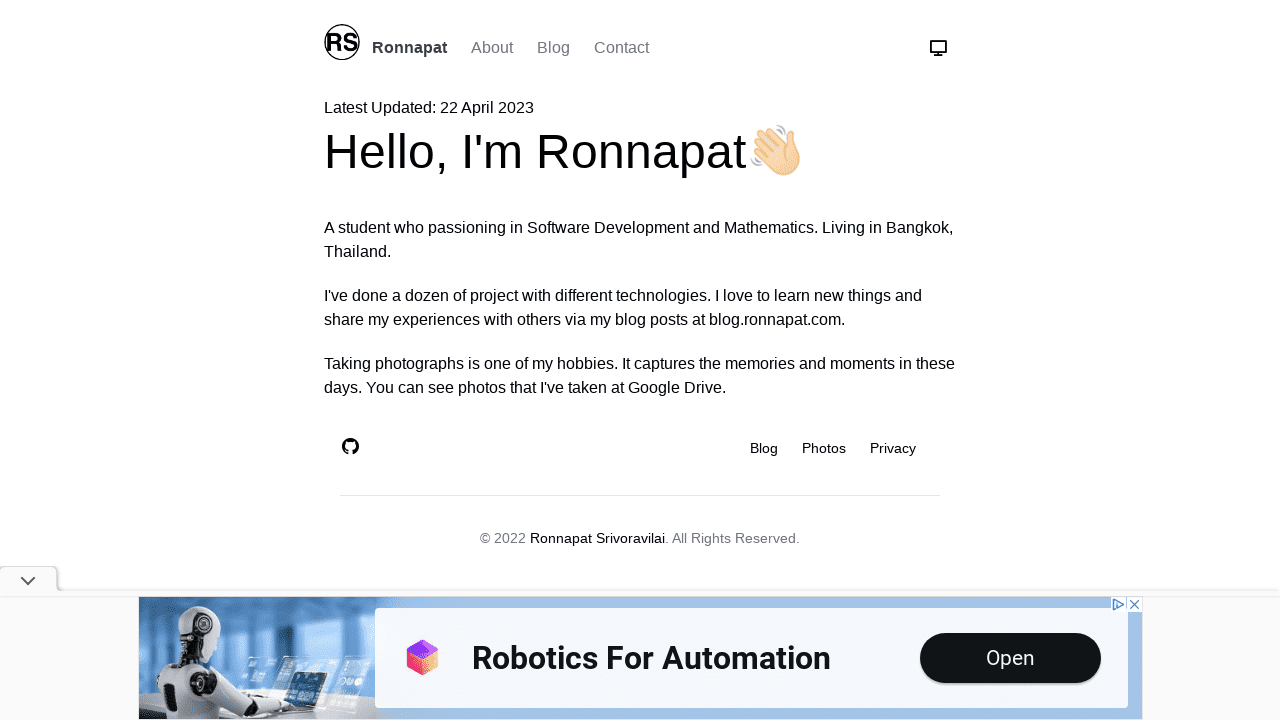 RS Ronnapat About Blog Contact
Latest Updated: 22 April 2023
Hello, I'm Ronnapat👋🏻
A student who passioning in Software Development and Mathematics. Living in Bangkok,
Thailand.
I've done a dozen of project with different technologies. I love to learn new things and
share my experiences with others via my blog posts at blog.ronnapat.com.
Taking photographs is one of my hobbies. It captures the memories and moments in these
days. You can see photos that I've taken at Google Drive.
Blog Photos Privacy
© 2022 Ronnapat Srivoravilai. All Rights Reserved.
Robotics For Automation
Open